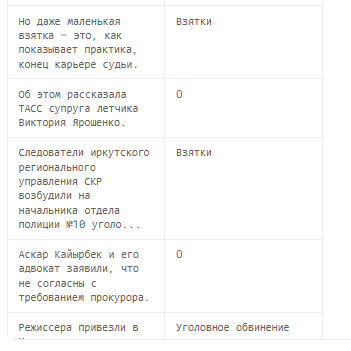 Но даже маленькая
взятка — это, как
показывает практика,
конец карьере судьи.
Взятки
Об этом рассказала
ТАСС супруга летчика
Виктория Ярошенко.
0
Следователи иркутского
регионального
управления СКР
возбудили на
начальника отдела
полиции №10 уголо...
Взятки
Аскар Кайырбек и его
адвокат заявили, что
не согласны с
требованием прокурора.
0
Режиссера привезли в
Уголовное обвинение